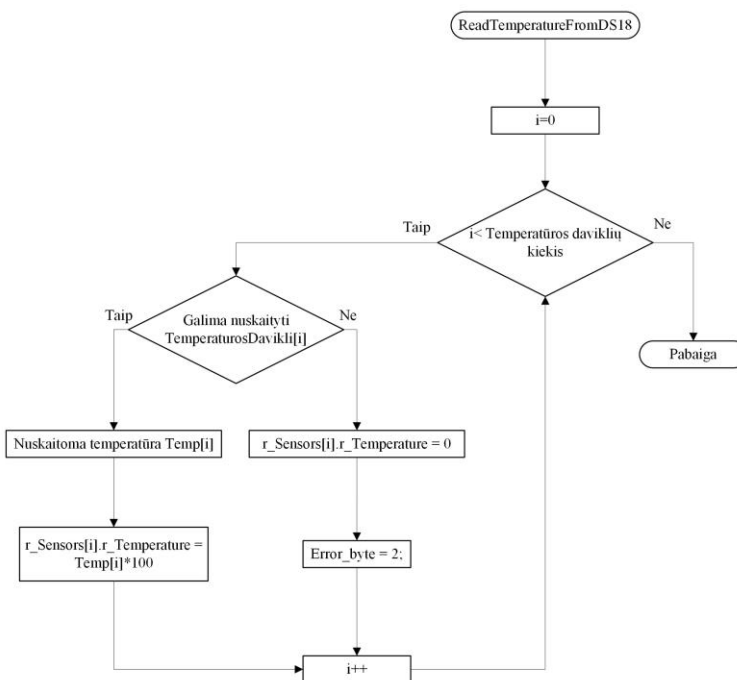 ReadTemperatureFromDS18
i=0
i< Temperatūros daviklių
kiekis
Taip
Ne
Galima nuskaityti
TemperaturosDavikli[i]
Taip
Ne
Pabaiga
Nuskaitoma temperatūra Temp[i]
r_Sensors[i].r_Temperature = 0
r_Sensors[i].r_Temperature =
Temp[i]*100
Error_byte = 2;
i++